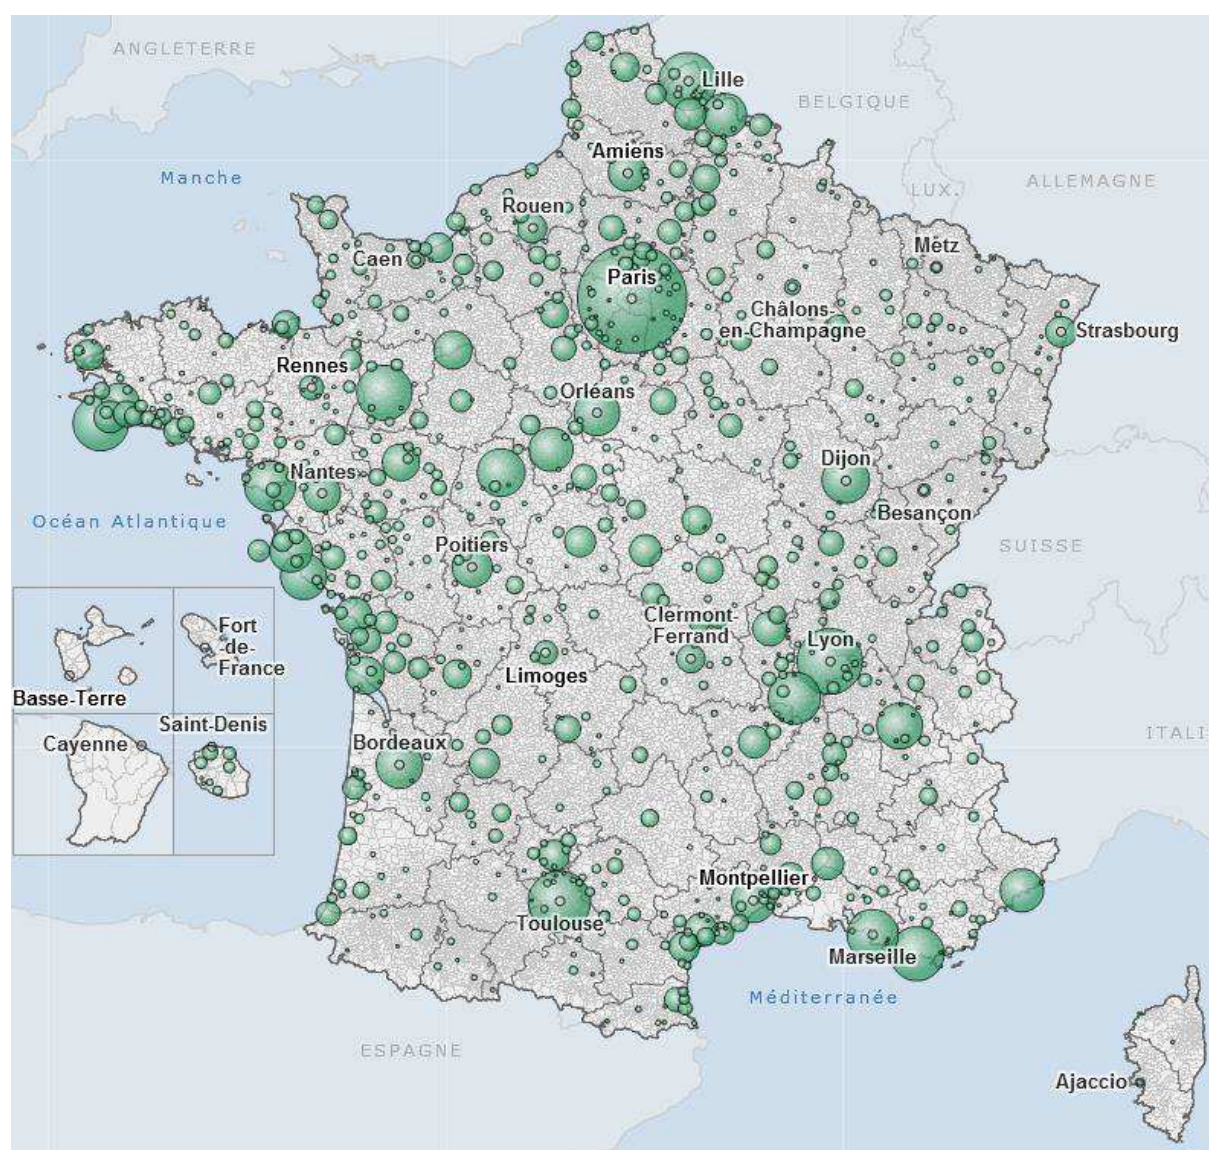 ANGLETERRE
Lille
BELGIQUE
Amiens
Manche
LUX.
ALLEMAGNE
Rouen
Metz
Caen
Paris
Châlons-
en-Champagne
Strasbourg
Rennes
Orléans
Nantes
Dijon
Océan Atlantique
Besançon
Poitiers
SUISSE
Clermont-
Ferrand
Fort
-de-
France
Lyon
Limoges
Basse-Terre
Saint-Denis
Cayenne
Bordeaux
ITALI
Montpellier
Toulouse
Marseille
Méditerranée
ESPAGNE
Ajaccio